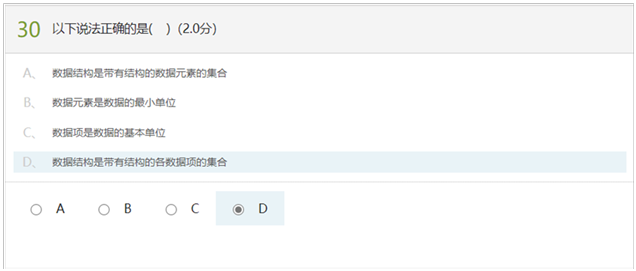 30 以下说法正确的是(    )（2.0分）
A、 数据结构是带有结构的数据元素的集合
B、 数据元素是数据的最小单位
C、 数据项是数据的基本单位
D、 数据结构是带有结构的各数据项的集合
A B C D